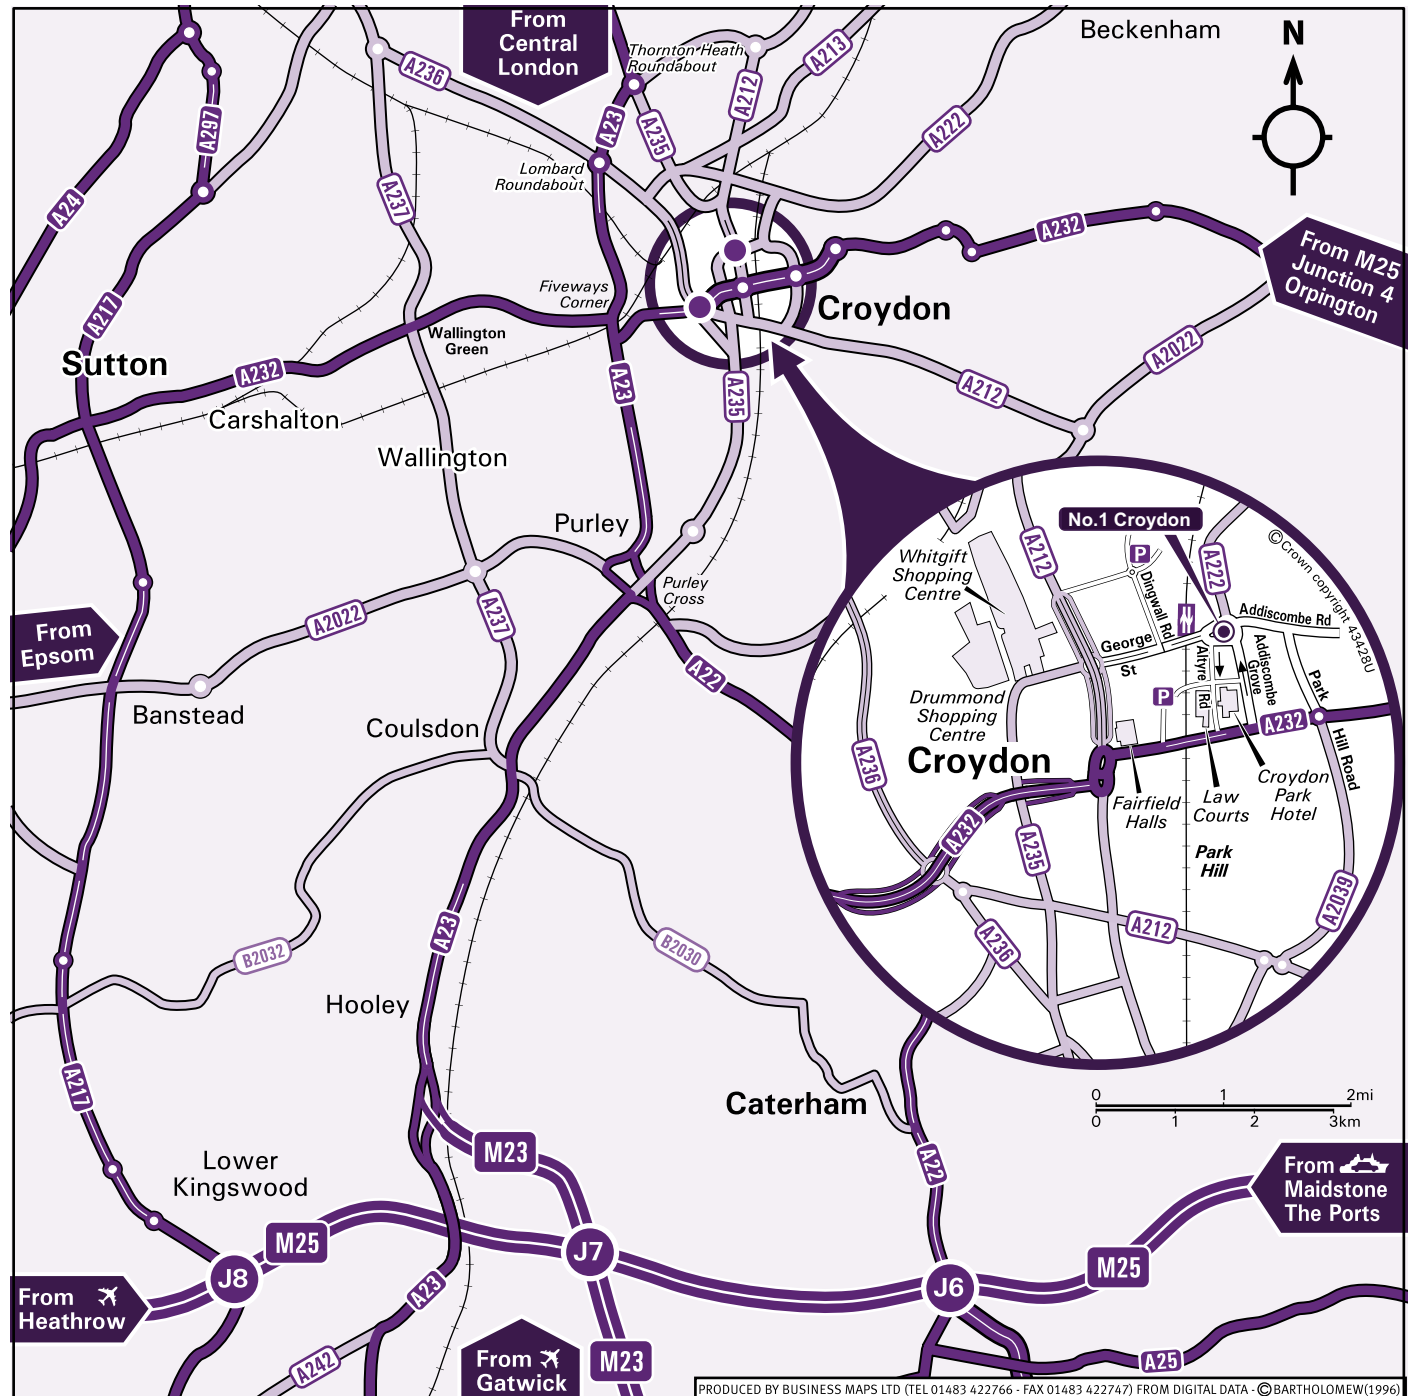 From
Central
London
Beckenham
N
Thornton Heath
Roundabout
A236
A213
A212
A297
A23
A235
A222
Lombard
Roundabout
A24
A237
A232
From M25
Junction 4
Orpington
Fiveways
Corner
Croydon
A217
Wallington
Green
Sutton
A232
A23
A235
A212
A2022
Carshalton
Wallington
Purley
Purley
Cross
A2022
A237
From
Epsom
A22
Banstead
Coulsdon
No.1 Croydon
©Crown copyright 43428U
Whitgift
Shopping
Centre
A212
P
A222
Dingwall Rd
Addiscombe Rd
George
St
Altyre
Rd
Addiscombe
Grove
Park
Hill Road
P
Drummond
Shopping
Centre
A232
Croydon
A236
Croydon
Park
Hotel
Fairfield
Halls
Law
Courts
A232
A235
Park
Hill
A2039
A212
A236
A23
B2032
B2030
Hooley
A217
Caterham
0 1 2mi
0 1 2 3km
M23
A22
Lower
Kingswood
From
Maidstone
The Ports
M25
J7
J8
M25
J6
From
Heathrow
A23
A242
From
Gatwick
M23
A25
PRODUCED BY BUSINESS MAPS LTD (TEL 01483 422766 - FAX 01483 422747) FROM DIGITAL DATA - ©BARTHOLOMEW(1996)